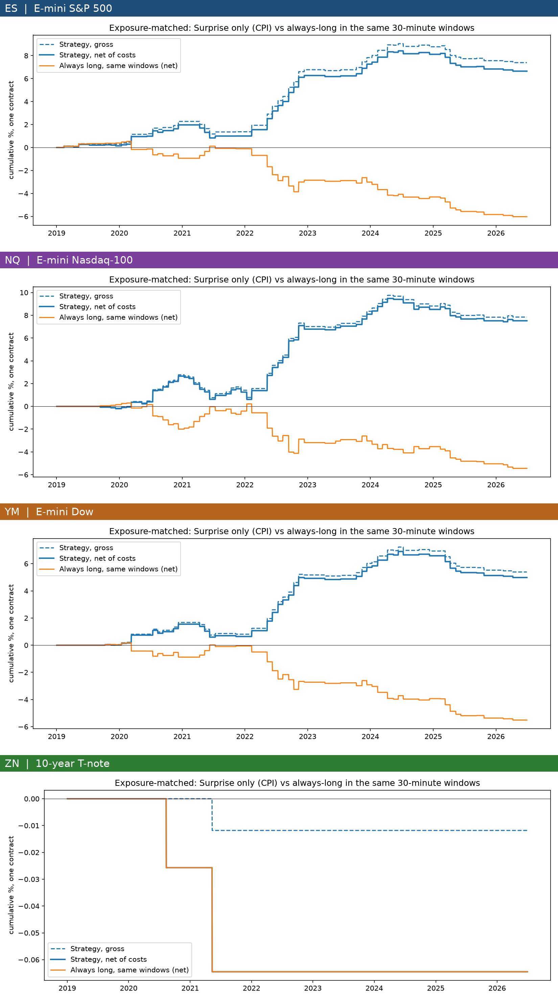 ES | E-mini S&P 500
Exposure-matched: Surprise only (CPI) vs always-long in the same 30-minute windows
Strategy, gross
Strategy, net of costs
Always long, same windows (net)
cumulative %, one contract
8
6
4
2
0
−2
−4
−6
2019 2020 2021 2022 2023 2024 2025 2026
NQ | E-mini Nasdaq-100
Exposure-matched: Surprise only (CPI) vs always-long in the same 30-minute windows
Strategy, gross
Strategy, net of costs
Always long, same windows (net)
cumulative %, one contract
10
8
6
4
2
0
−2
−4
−6
2019 2020 2021 2022 2023 2024 2025 2026
YM | E-mini Dow
Exposure-matched: Surprise only (CPI) vs always-long in the same 30-minute windows
Strategy, gross
Strategy, net of costs
Always long, same windows (net)
cumulative %, one contract
6
4
2
0
−2
−4
−6
2019 2020 2021 2022 2023 2024 2025 2026
ZN | 10-year T-note
Exposure-matched: Surprise only (CPI) vs always-long in the same 30-minute windows
cumulative %, one contract
0.00
−0.01
−0.02
−0.03
−0.04
−0.05
−0.06
Strategy, gross
Strategy, net of costs
Always long, same windows (net)
2019 2020 2021 2022 2023 2024 2025 2026